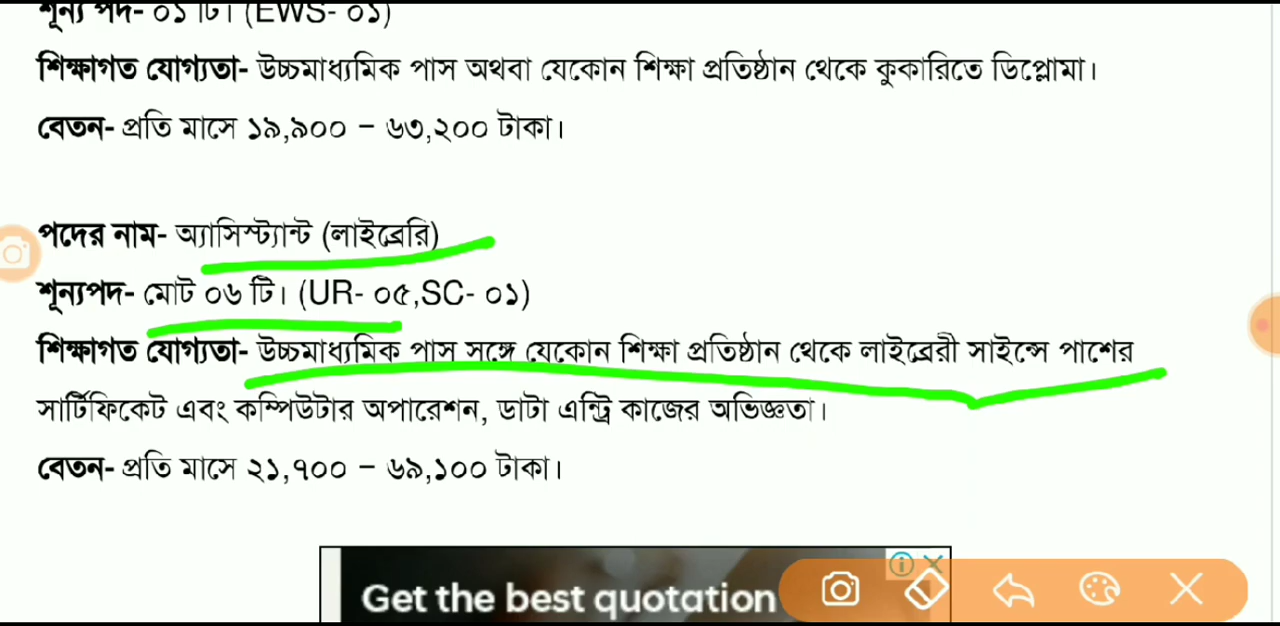 শূন্য পদ- ০১ টি। (EWS- ০১)
শিক্ষাগত যোগ্যতা- উচ্চমাধ্যমিক পাস অথবা যেকোন শিক্ষা প্রতিষ্ঠান থেকে কুকারিতে ডিপ্লোমা।
বেতন- প্রতি মাসে ১৯,৯০০ – ৬৩,২০০ টাকা।
পদের নাম- অ্যাসিস্ট্যান্ট (লাইব্রেরি)
শূন্যপদ- মোট ০৬ টি। (UR- ০৫,SC- ০১)
শিক্ষাগত যোগ্যতা- উচ্চমাধ্যমিক পাস সঙ্গে যেকোন শিক্ষা প্রতিষ্ঠান থেকে লাইব্রেরী সাইন্সে পাশের
সার্টিফিকেট এবং কম্পিউটার অপারেশন, ডাটা এন্ট্রি কাজের অভিজ্ঞতা।
বেতন- প্রতি মাসে ২১,৭০০ – ৬৯,১০০ টাকা।
Get the best quotation